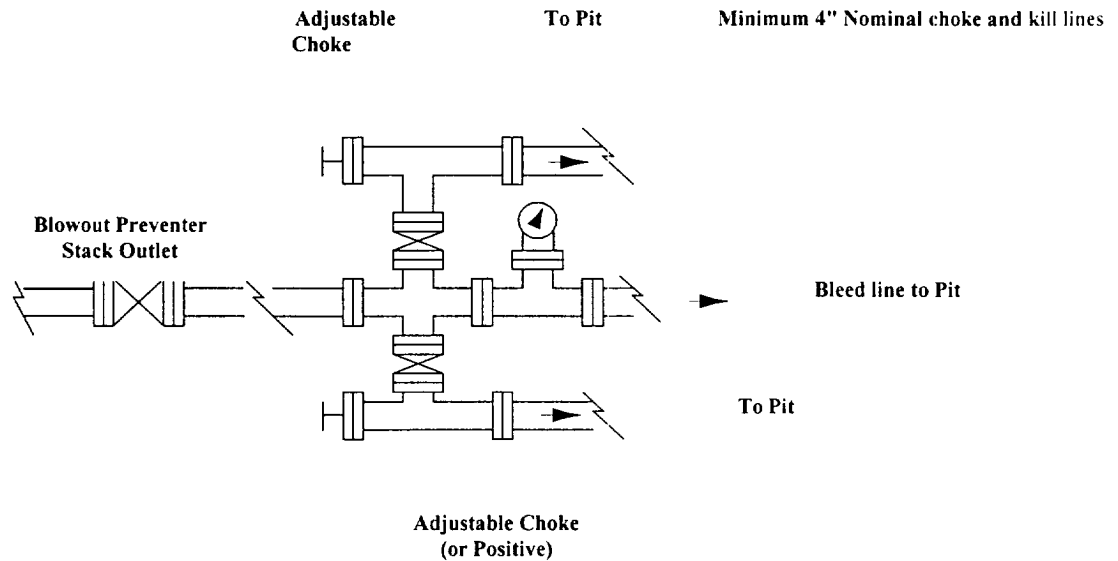 Adjustable
Choke
To Pit
Minimum 4" Nominal choke and kill lines
Blowout Preventer
Stack Outlet
Bleed line to Pit
To Pit
Adjustable Choke
(or Positive)